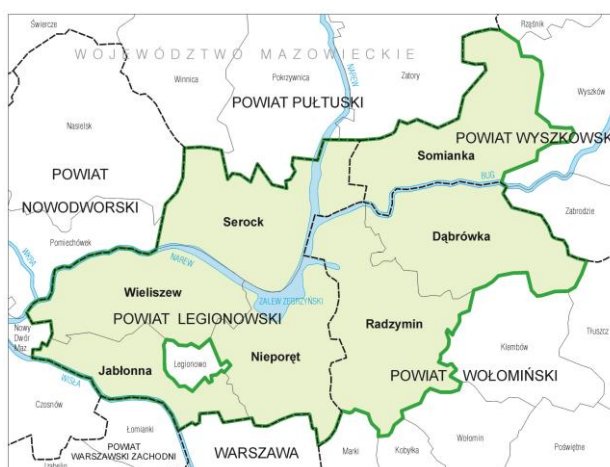 Świercze
Rząśnik
WOJEWÓDZTWO MAZOWIECKIE
Winnica
Pokrzywnica
NAREW
Zatory
Wyszków
POWIAT PUŁTUSKI
Nasielsk
POWIAT WYSZKOWSK
Somianka
POWIAT
NOWODWORSKI
BUG
Serock
Zabrodzie
Pomiechówek
Dąbrówka
WKRA
NAREW
Wieliszew
ZALEW ZEGRZYŃSKI
POWIAT LEGIONOWSKI
Radzymin
Nowy
Dwór
Maz.
Tłuszcz
Nieporęt
Klembów
Legionowo
Jabłonna
POWIAT WOŁOMIŃSKI
WISŁA
Czosnów
Łomianki
Wołomin
POWIAT
WARSZAWSKI ZACHODNI
WARSZAWA
Marki
Kobyłka
Poświętne
Izabelin